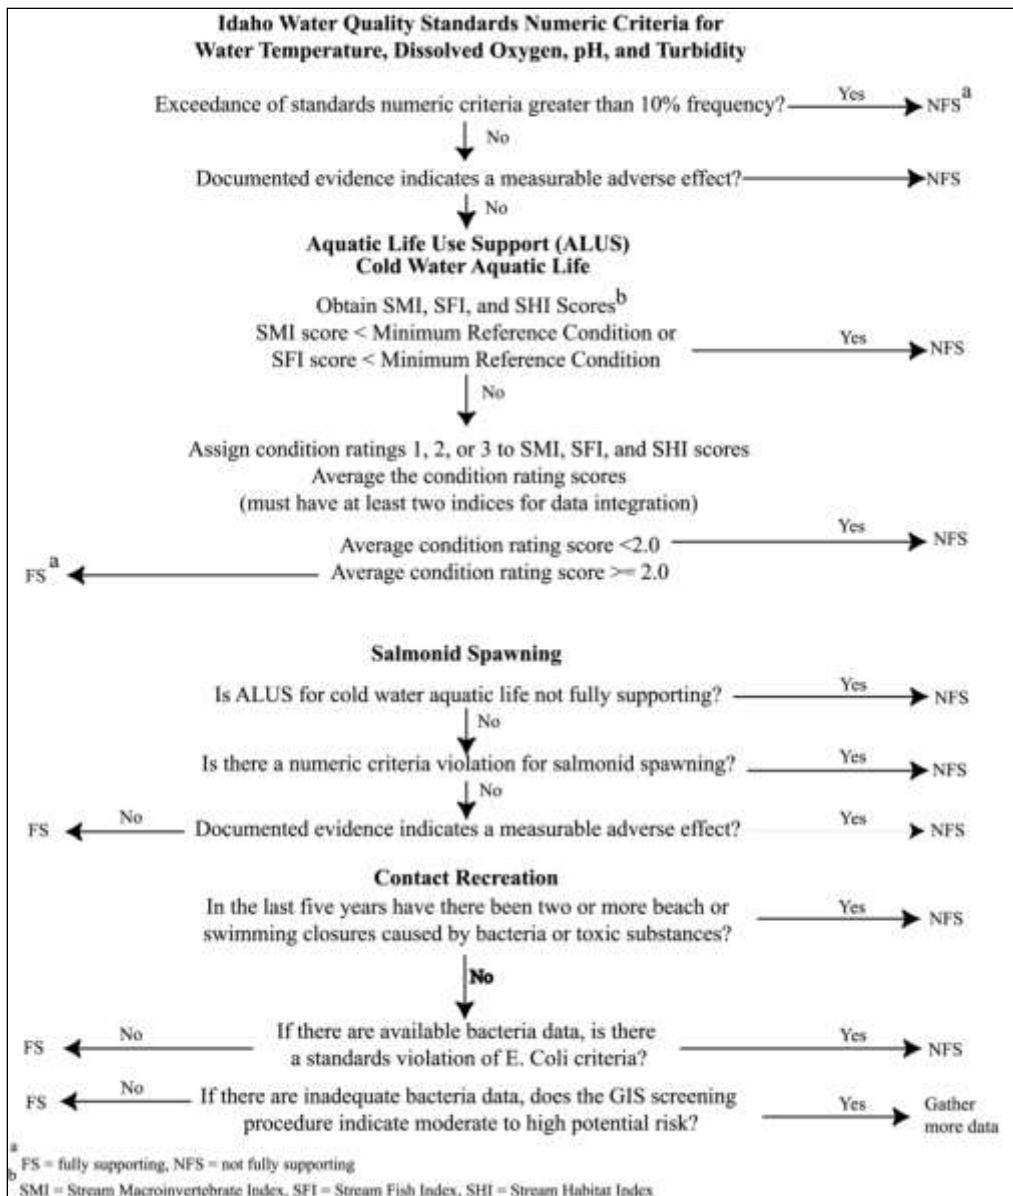 Idaho Water Quality Standards Numeric Criteria for
Water Temperature, Dissolved Oxygen, pH, and Turbidity
Exceedance of standards numeric criteria greater than 10% frequency? Yes NFS a
No
Documented evidence indicates a measurable adverse effect? NFS
No
Aquatic Life Use Support (ALUS)
Cold Water Aquatic Life
Obtain SMI, SFI, and SHI Scores b
SMI score < Minimum Reference Condition or
SFI score < Minimum Reference Condition
Yes NFS
No
Assign condition ratings 1, 2, or 3 to SMI, SFI, and SHI scores
Average the condition rating scores
(must have at least two indices for data integration)
Average condition rating score <2.0 Yes NFS
FS a Average condition rating score >= 2.0
Salmonid Spawning
Is ALUS for cold water aquatic life not fully supporting? Yes NFS
No
Is there a numeric criteria violation for salmonid spawning? Yes NFS
No
FS No Documented evidence indicates a measurable adverse effect? Yes NFS
Contact Recreation
In the last five years have there been two or more beach or
swimming closures caused by bacteria or toxic substances?
Yes NFS
No
FS No If there are available bacteria data, is there
a standards violation of E. Coli criteria?
Yes NFS
FS No If there are inadequate bacteria data, does the GIS screening
procedure indicate moderate to high potential risk?
Yes Gather
more data
a FS = fully supporting, NFS = not fully supporting
b SMI = Stream Macroinvertebrate Index, SFI = Stream Fish Index, SHI = Stream Habitat Index